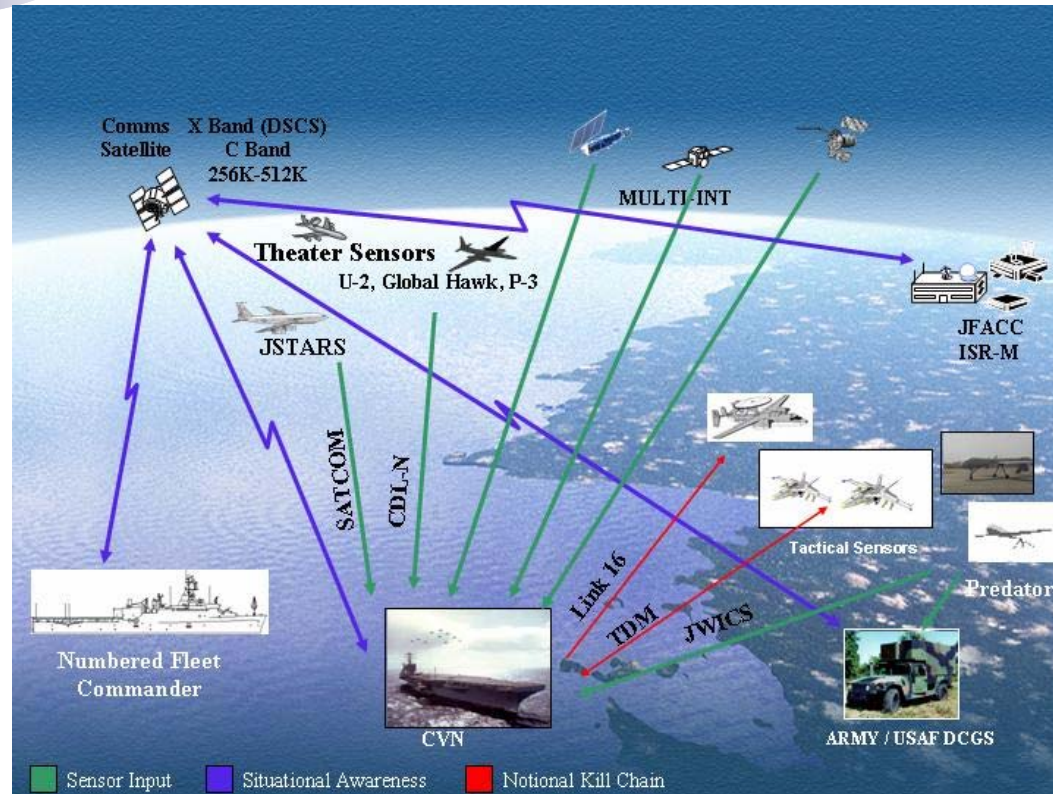 Comms X Band (DSCS)
Satellite C Band
256K-512K
MULTI-INT
Theater Sensors
U-2, Global Hawk, P-3
JSTARS
JFACC
ISR-M
SATCOM
CDL-N
Link 16
TDM
JWICS
Tactical Sensors
Predator
Numbered Fleet
Commander
CVN
ARMY / USAF DCGS
Sensor Input Situational Awareness Notional Kill Chain